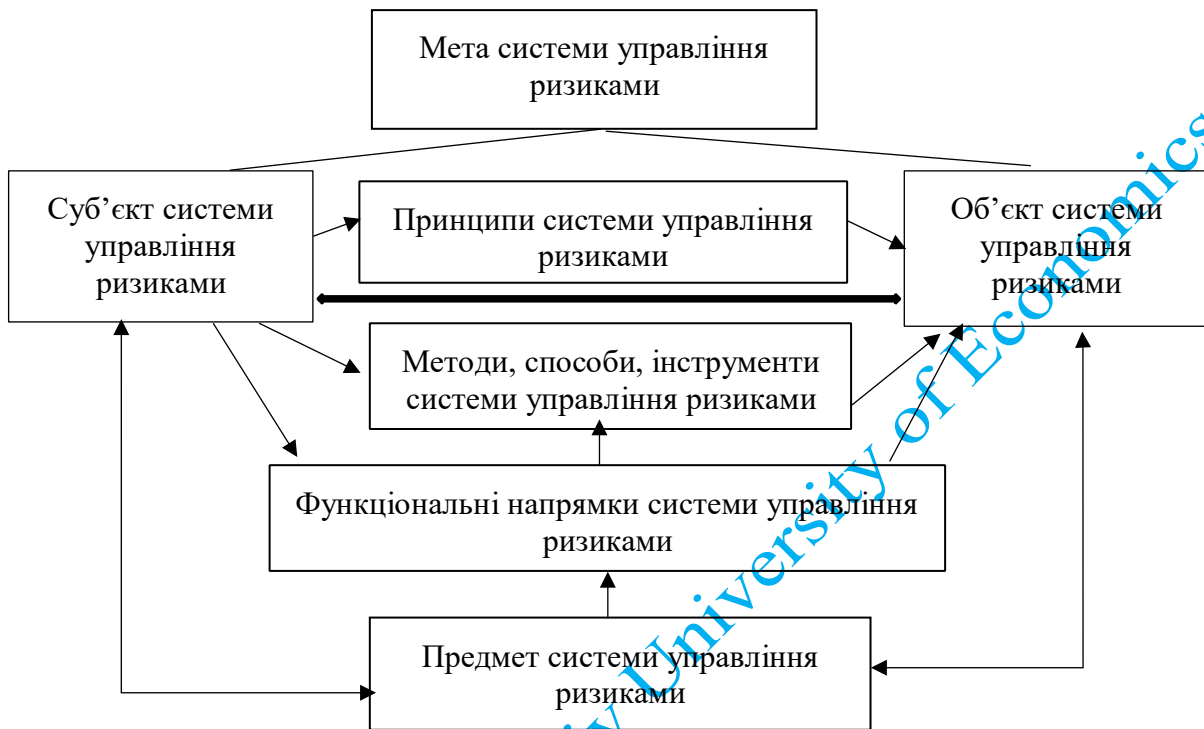 Мета системи управління
ризиками
Суб’єкт системи
управління
ризиками
Принципи системи управління
ризиками
Об’єкт системи
управління
ризиками
Методи, способи, інструменти
системи управління ризиками
Функціональні напрямки системи управління
ризиками
Предмет системи управління
ризиками
University of Economics